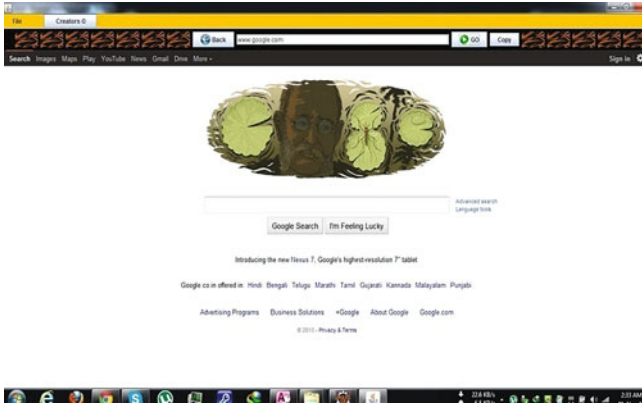 File Creators
Back www.google.com GO Copy
Search Images Maps Play YouTube News Gmail Drive More Sign in
Advanced search
Language tools
Google Search I'm Feeling Lucky
Introducing the new Nexus 7, Google's highest-resolution 7" tablet
Google.co.in offered in: Hindi Bengali Telugu Marathi Tamil Gujarati Kannada Malayalam Punjabi
Advertising Programs Business Solutions +Google About Google Google.com
© 2013 - Privacy & Terms
2:33 AM